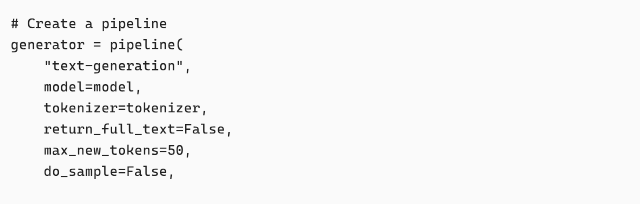 # Create a pipeline
generator = pipeline(
    "text-generation",
    model=model,
    tokenizer=tokenizer,
    return_full_text=False,
    max_new_tokens=50,
    do_sample=False,